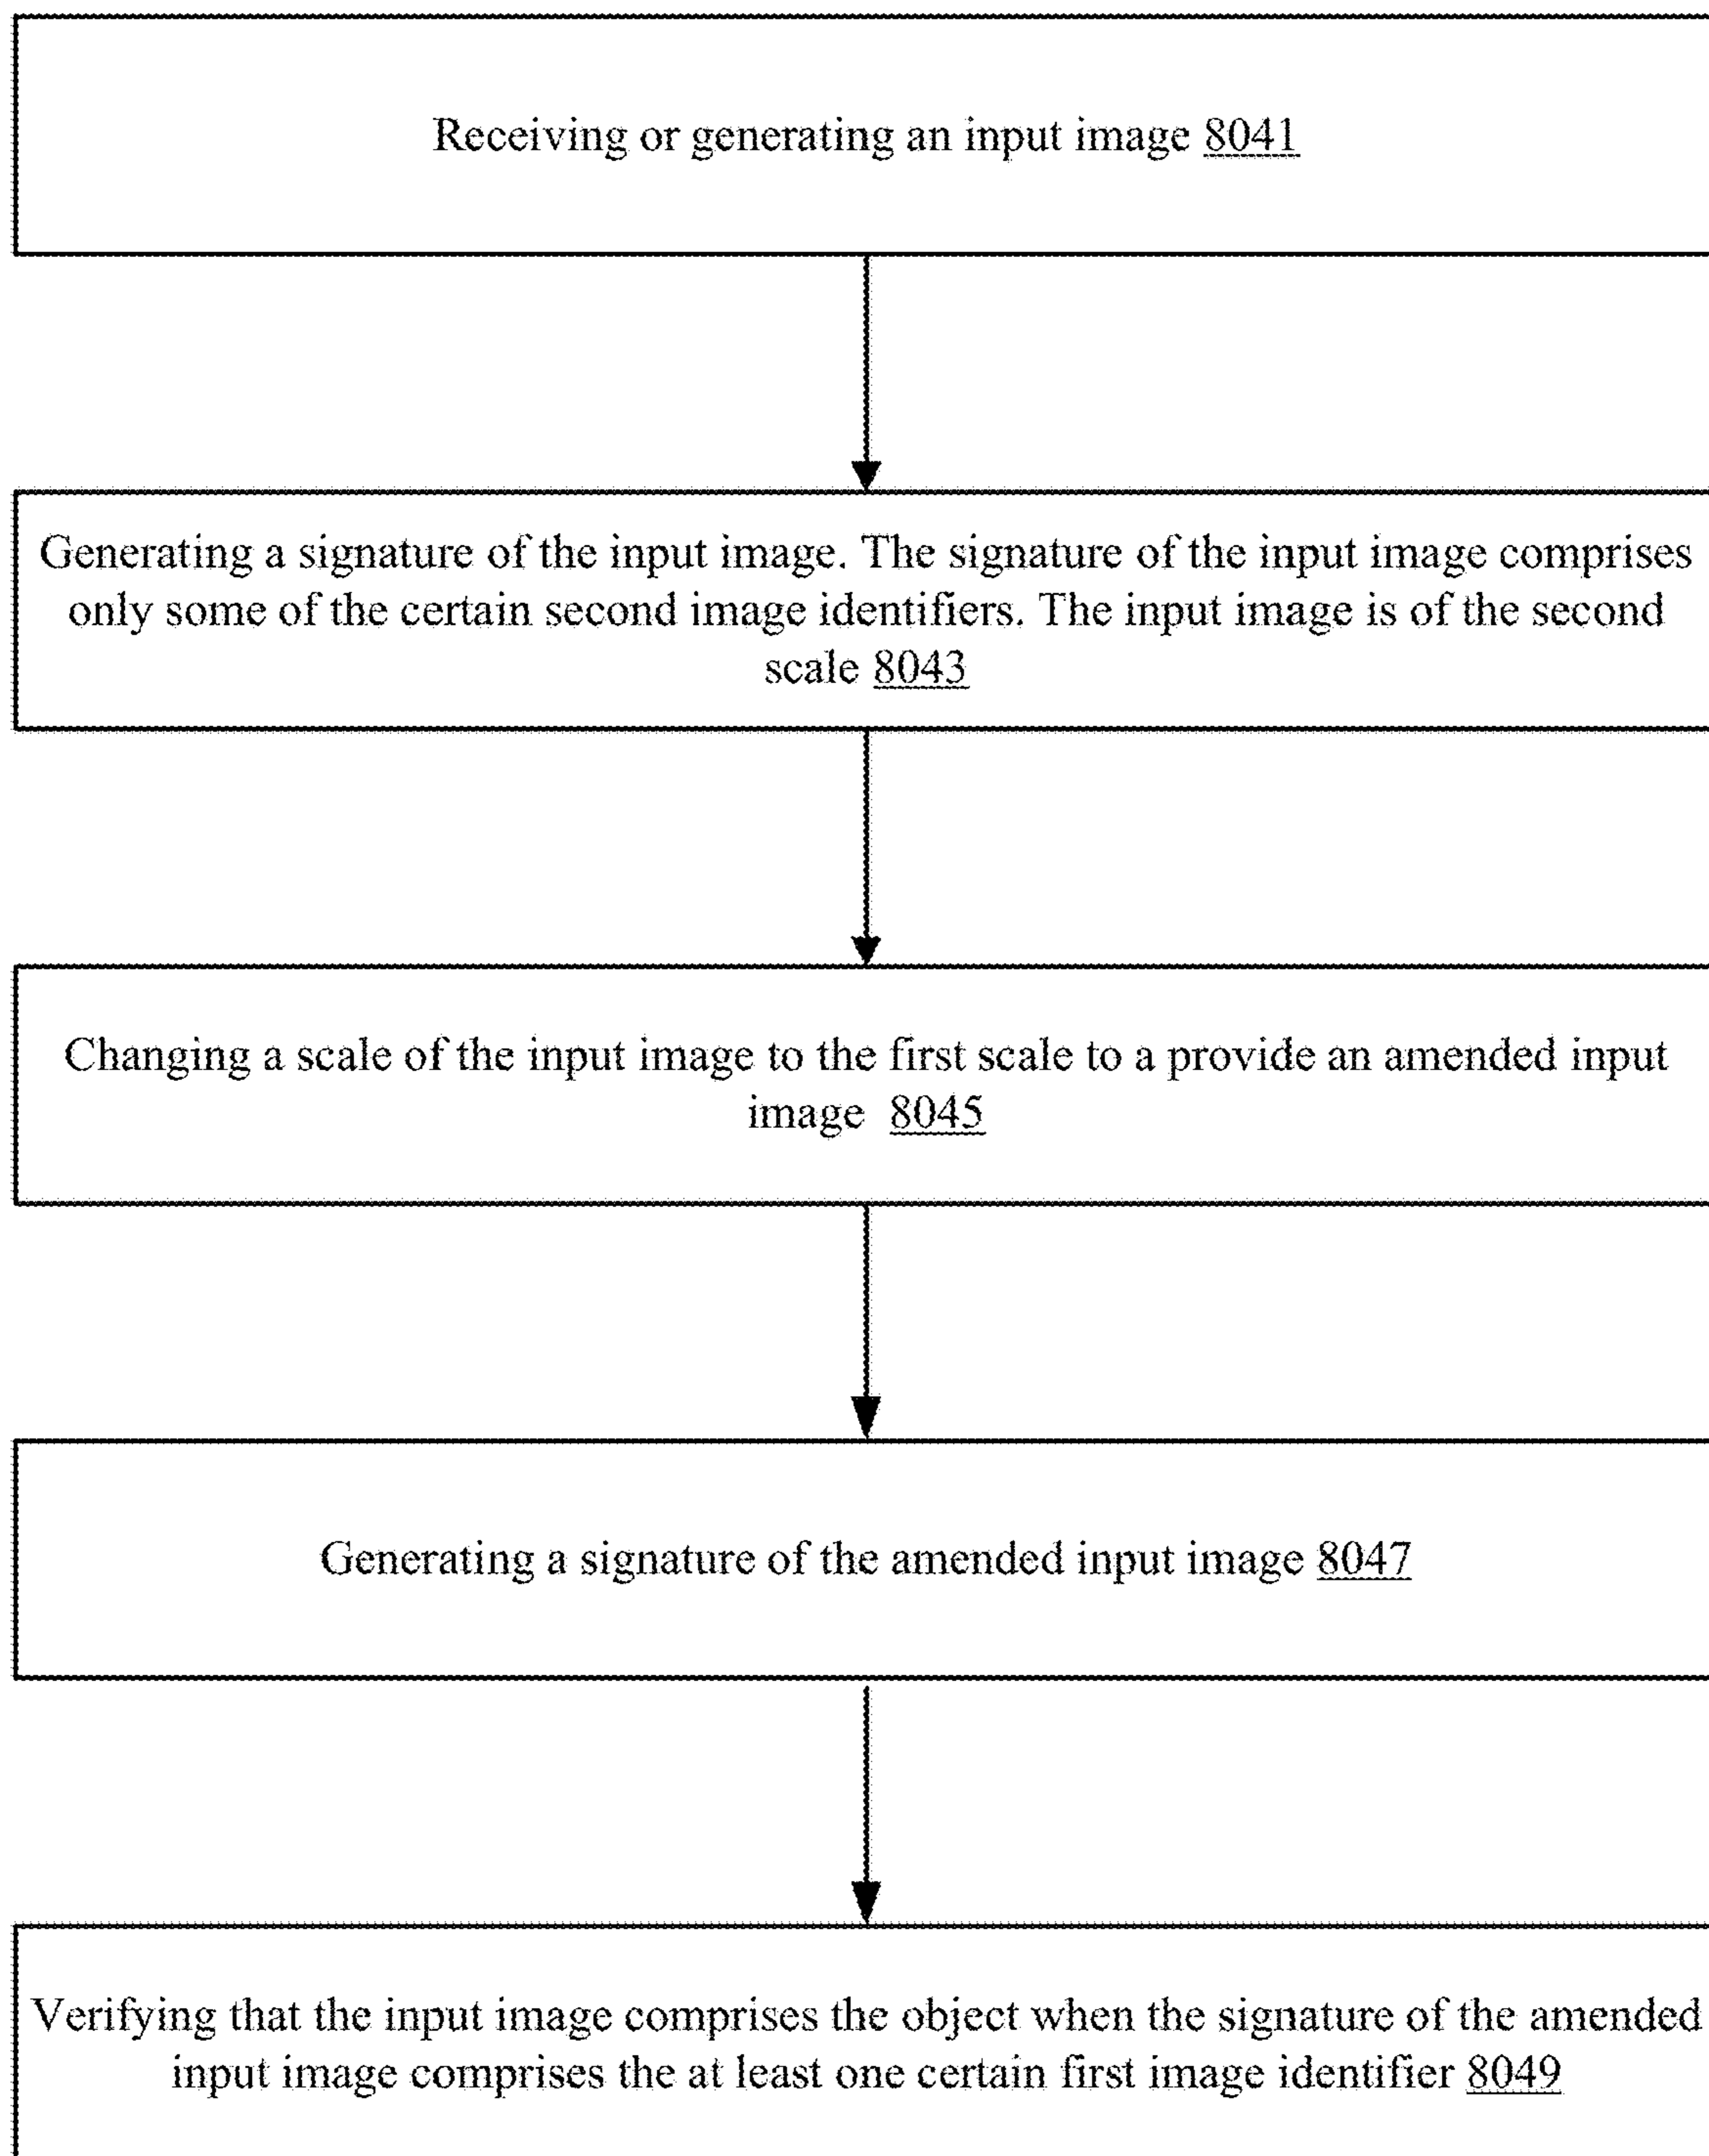 Receiving or generating an input image 8041
Generating a signature of the input image. The signature of the input image comprises
only some of the certain second image identifiers. The input image is of the second
scale 8043
Changing a scale of the input image to the first scale to a provide an amended input
image 8045
Generating a signature of the amended input image 8047
Verifying that the input image comprises the object when the signature of the amended
input image comprises the at least one certain first image identifier 8049